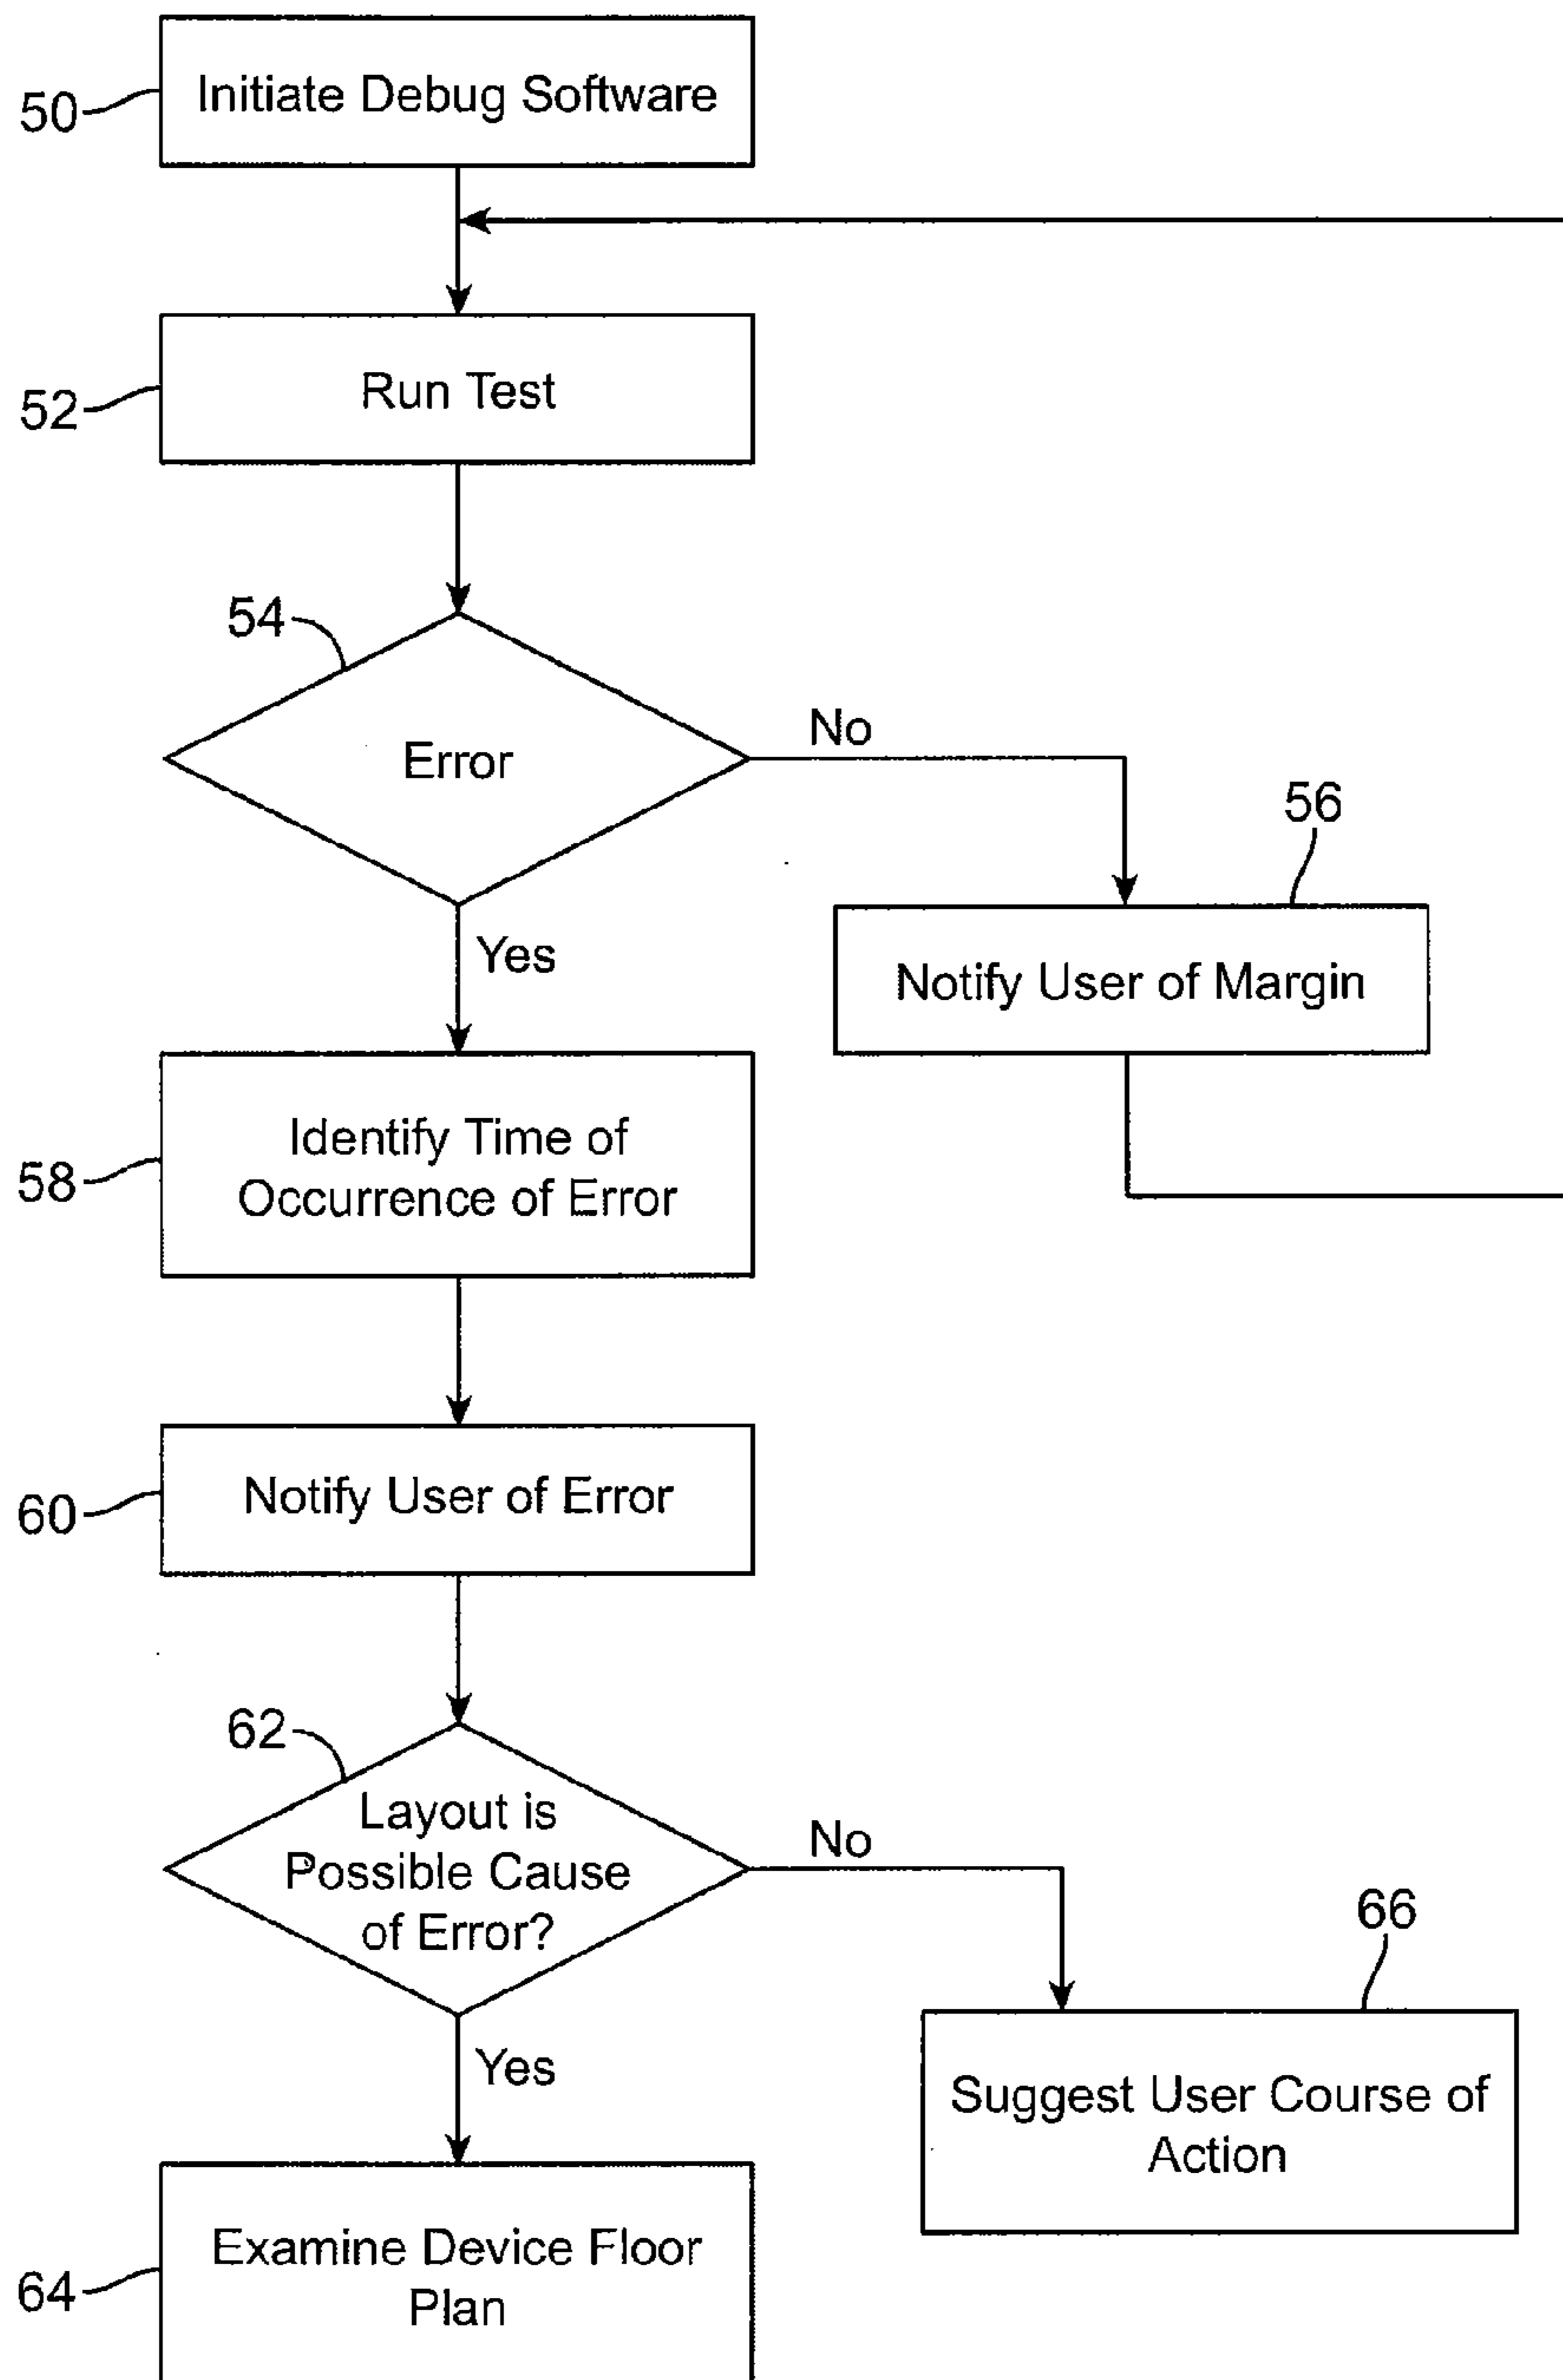 50
Initiate Debug Software
52
Run Test
54
Error
No
56
Notify User of Margin
Yes
58
Identify Time of
Occurrence of Error
60
Notify User of Error
62
Layout is
Possible Cause
of Error?
No
66
Suggest User Course of
Action
Yes
64
Examine Device Floor
Plan